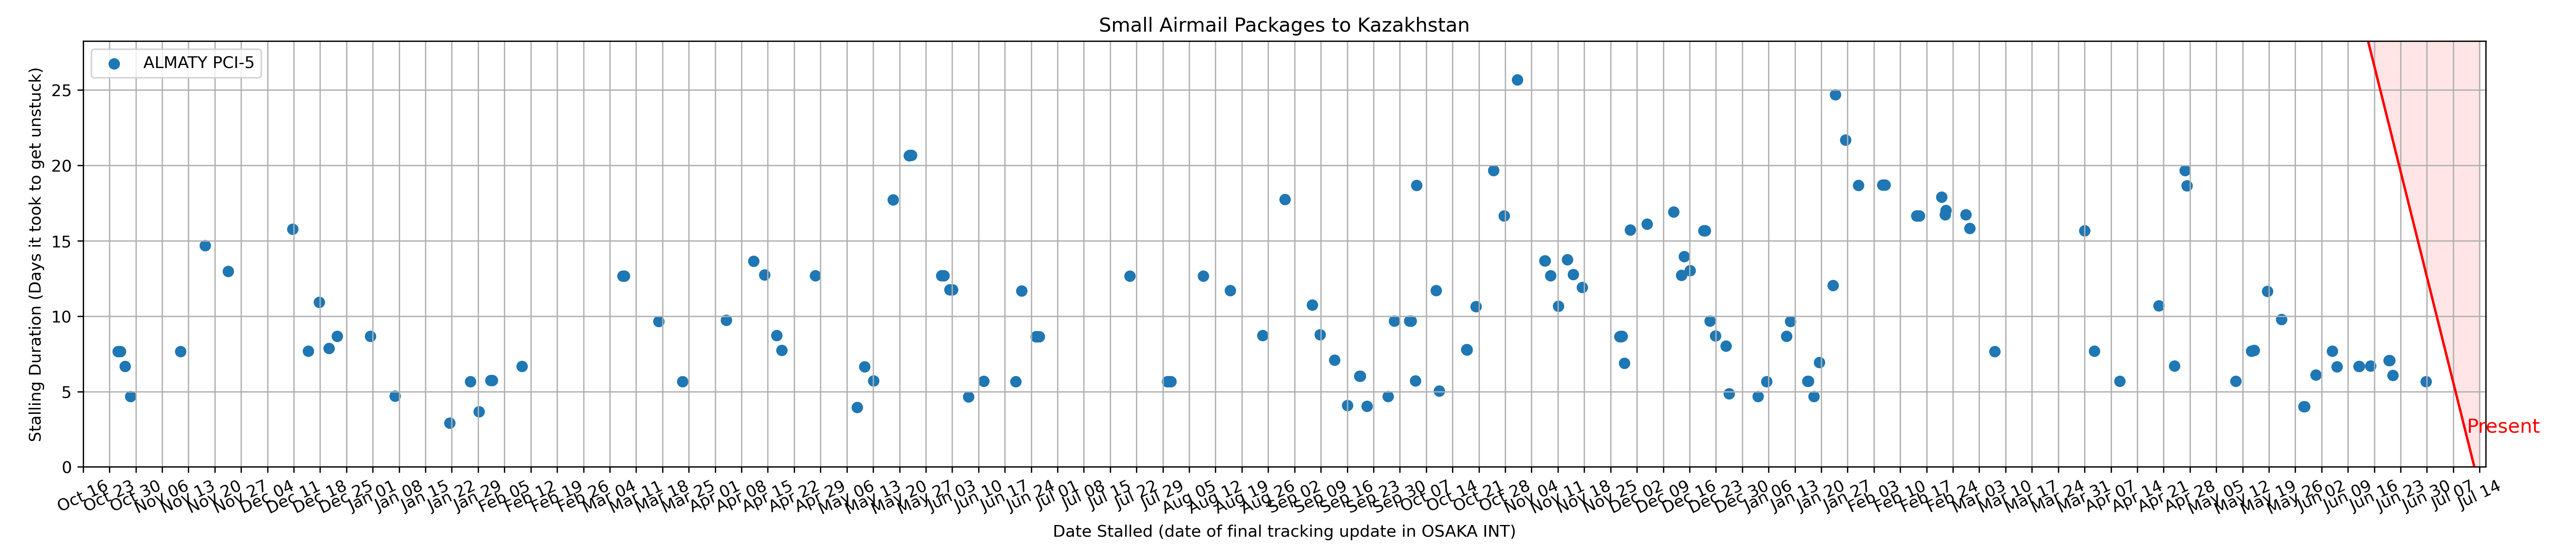 Small Airmail Packages to Kazakhstan
ALMATY PCI-5
Stalling Duration (Days it took to get unstuck)
25
20
15
10
5
0
Present
Oct 16
Oct 23
Oct 30
Nov 06
Nov 13
Nov 20
Nov 27
Dec 04
Dec 11
Dec 18
Dec 25
Jan 01
Jan 08
Jan 15
Jan 22
Jan 29
Feb 05
Feb 12
Feb 19
Feb 26
Mar 04
Mar 11
Mar 18
Mar 25
Apr 01
Apr 08
Apr 15
Apr 22
Apr 29
May 06
May 13
May 20
May 27
Jun 03
Jun 10
Jun 17
Jun 24
Jul 01
Jul 08
Jul 15
Jul 22
Jul 29
Aug 05
Aug 12
Aug 19
Aug 26
Sep 02
Sep 09
Sep 16
Sep 23
Sep 30
Oct 07
Oct 14
Oct 21
Oct 28
Nov 04
Nov 11
Nov 18
Nov 25
Dec 02
Dec 09
Dec 16
Dec 23
Dec 30
Jan 06
Jan 13
Jan 20
Jan 27
Feb 03
Feb 10
Feb 17
Feb 24
Mar 03
Mar 10
Mar 17
Mar 24
Mar 31
Apr 07
Apr 14
Apr 21
Apr 28
May 05
May 12
May 19
May 26
Jun 02
Jun 09
Jun 16
Jun 23
Jun 30
Jul 07
Jul 14
Date Stalled (date of final tracking update in OSAKA INT)